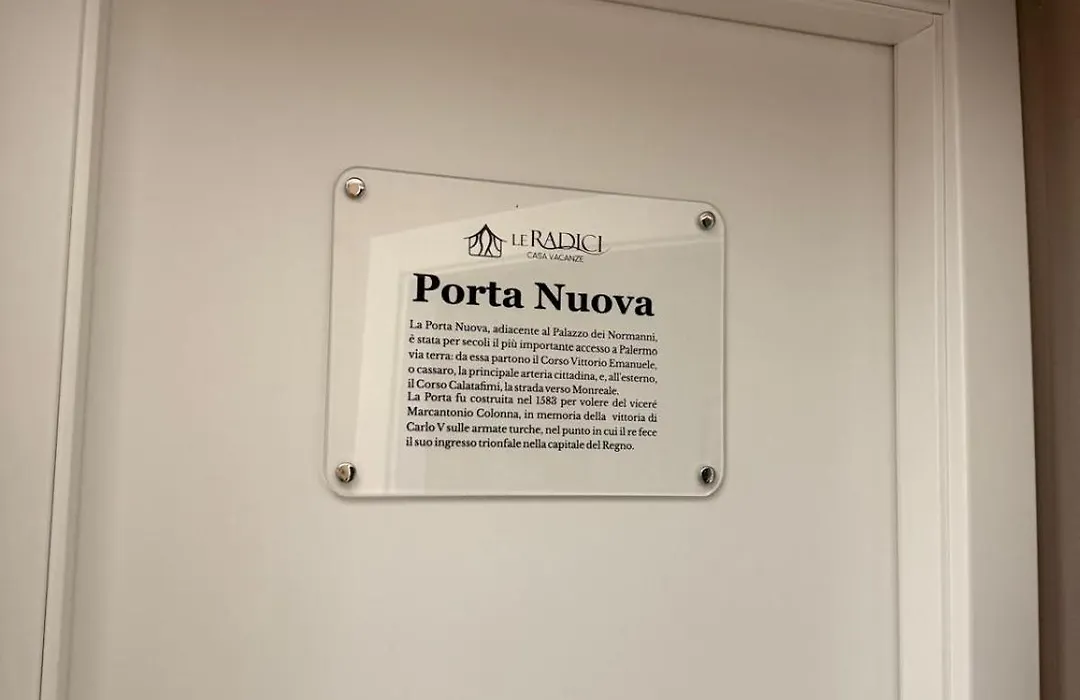 LE RADICI
CASA VACANZE
Porta Nuova
La Porta Nuova, adiacente al Palazzo dei Normanni,
è stata per secoli il più importante accesso a Palermo
via terra: da essa partono il Corso Vittorio Emanuele,
o cassaro, la principale arteria cittadina, e, all'esterno,
il Corso Calatafimi, la strada verso Monreale.
La Porta fu costruita nel 1583 per volere del viceré
Marcantonio Colonna, in memoria della vittoria di
Carlo V sulle armate turche, nel punto in cui il re fece
il suo ingresso trionfale nella capitale del Regno.